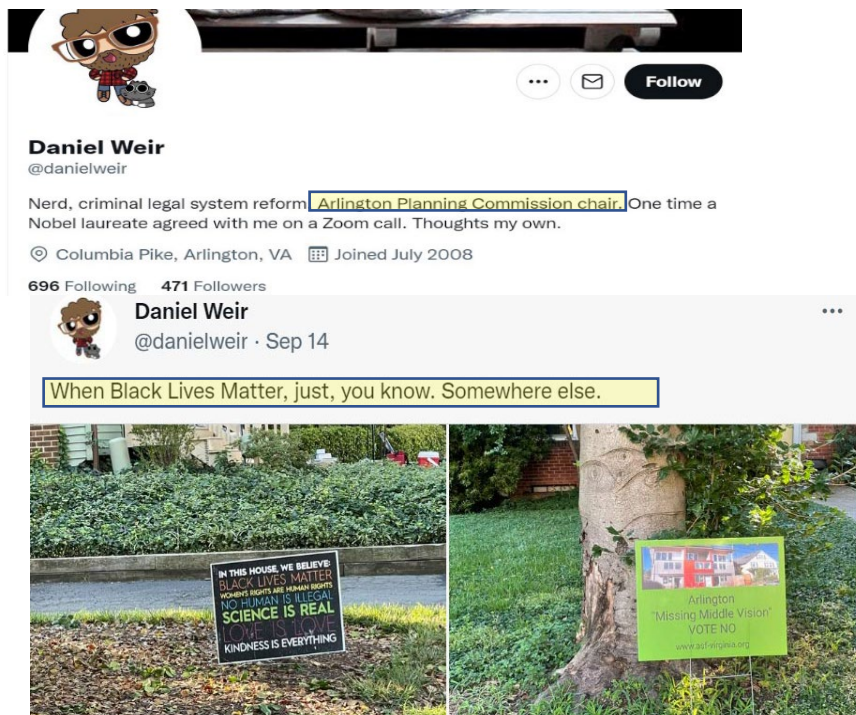 Follow
Daniel Weir
@danielweir
Nerd, criminal legal system reform, Arlington Planning Commission chair. One time a
Nobel laureate agreed with me on a Zoom call. Thoughts my own.
Columbia Pike, Arlington, VA Joined July 2008
696 Following 471 Followers
Daniel Weir
@danielweir · Sep 14
When Black Lives Matter, just, you know. Somewhere else.
IN THIS HOUSE, WE BELIEVE:
BLACK LIVES MATTER
WOMEN'S RIGHTS ARE HUMAN RIGHTS
NO HUMAN IS ILLEGAL
SCIENCE IS REAL
LOVE IS LOVE
KINDNESS IS EVERYTHING
Arlington
"Missing Middle Vision"
VOTE NO
www.asf-virginia.org